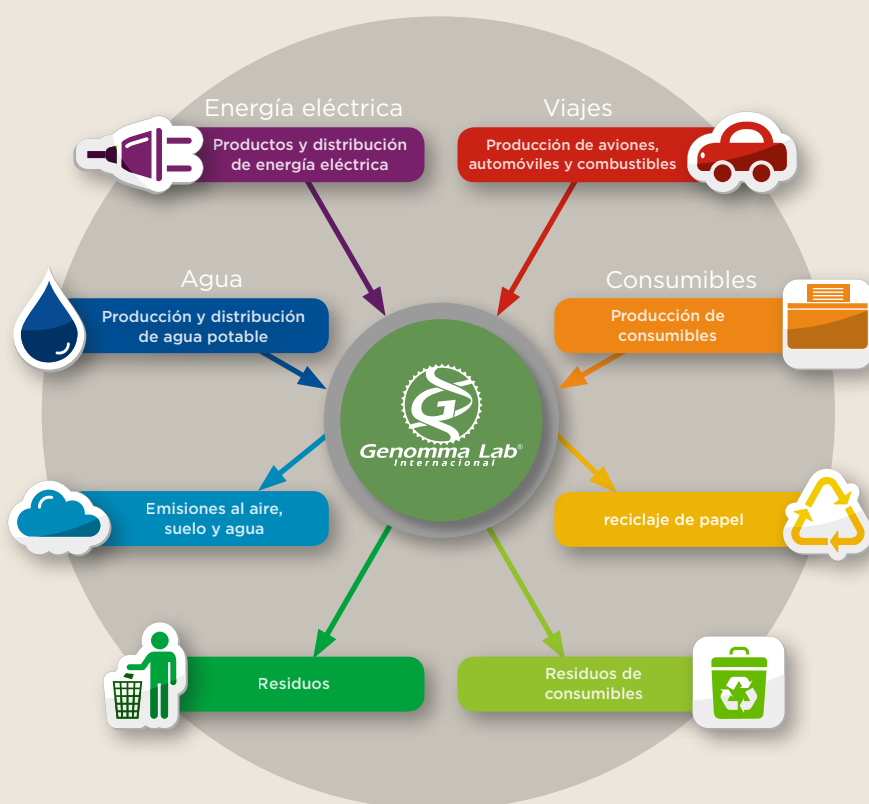 Energía eléctrica
Productos y distribución
de energía eléctrica
Viajes
Producción de aviones,
automóviles y combustibles
Agua
Producción y distribución
de agua potable
Consumibles
Producción de
consumibles
G
Genomma Lab®
Internacional
Emisiones al aire,
suelo y agua
reciclaje de papel
Residuos
Residuos de
consumibles